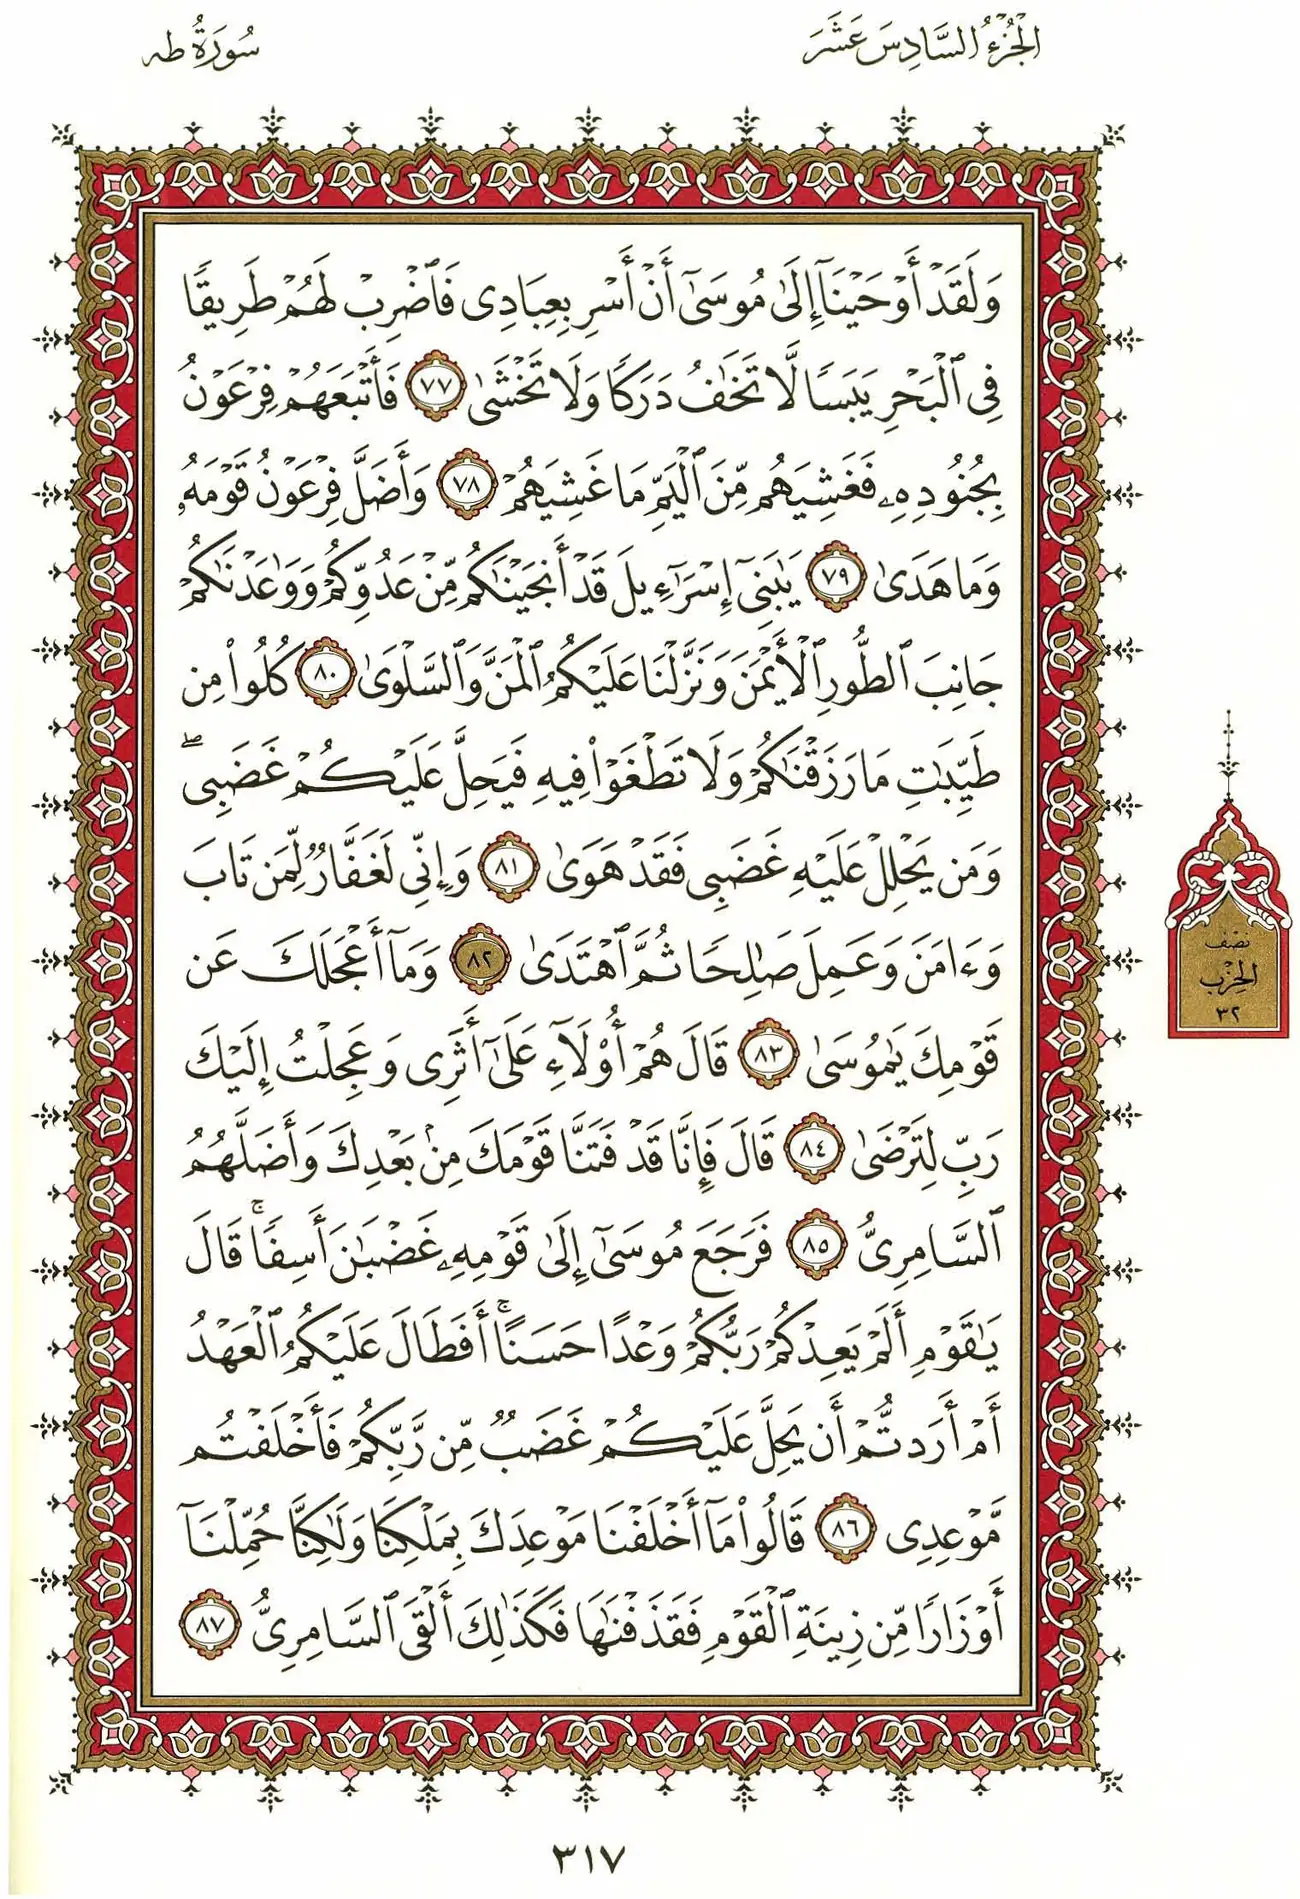 الجُزْءُ السَّادِسَ عَشَرَ
سُورَةُ طه
وَلَقَدْ أَوْحَيْنَآ إِلَىٰ مُوسَىٰٓ أَنْ أَسْرِ بِعِبَادِى فَٱضْرِبْ لَهُمْ طَرِيقًا
فِى ٱلْبَحْرِ يَبَسًا لَّا تَخَٰفُ دَرَكًا وَلَا تَخْشَىٰ ٧٧ فَأَتْبَعَهُمْ فِرْعَوْنُ
بِجُنُودِهِۦ فَغَشِيَهُم مِّنَ ٱلْيَمِّ مَا غَشِيَهُمْ ٧٨ وَأَضَلَّ فِرْعَوْنُ قَوْمَهُۥ
وَمَا هَدَىٰ ٧٩ يَٰبَنِىٓ إِسْرَٰٓءِيلَ قَدْ أَنجَيْنَٰكُم مِّنْ عَدُوِّكُمْ وَوَٰعَدْنَٰكُمْ
جَانِبَ ٱلطُّورِ ٱلْأَيْمَنَ وَنَزَّلْنَا عَلَيْكُمُ ٱلْمَنَّ وَٱلسَّلْوَىٰ ٨٠ كُلُوا۟ مِن
طَيِّبَٰتِ مَا رَزَقْنَٰكُمْ وَلَا تَطْغَوْا۟ فِيهِ فَيَحِلَّ عَلَيْكُمْ غَضَبِى ۖ
وَمَن يَحْلِلْ عَلَيْهِ غَضَبِى فَقَدْ هَوَىٰ ٨١ وَإِنِّى لَغَفَّارٌ لِّمَن تَابَ
وَءَامَنَ وَعَمِلَ صَٰلِحًا ثُمَّ ٱهْتَدَىٰ ٨٢ وَمَآ أَعْجَلَكَ عَن
قَوْمِكَ يَٰمُوسَىٰ ٨٣ قَالَ هُمْ أُو۟لَآءِ عَلَىٰٓ أَثَرِى وَعَجِلْتُ إِلَيْكَ
رَبِّ لِتَرْضَىٰ ٨٤ قَالَ فَإِنَّا قَدْ فَتَنَّا قَوْمَكَ مِنۢ بَعْدِكَ وَأَضَلَّهُمُ
ٱلسَّامِرِىُّ ٨٥ فَرَجَعَ مُوسَىٰٓ إِلَىٰ قَوْمِهِۦ غَضْبَٰنَ أَسِفًا ۚ قَالَ
يَٰقَوْمِ أَلَمْ يَعِدْكُمْ رَبُّكُمْ وَعْدًا حَسَنًا ۚ أَفَطَالَ عَلَيْكُمُ ٱلْعَهْدُ
أَمْ أَرَدتُّمْ أَن يَحِلَّ عَلَيْكُمْ غَضَبٌ مِّن رَّبِّكُمْ فَأَخْلَفْتُم
مَّوْعِدِى ٨٦ قَالُوا۟ مَآ أَخْلَفْنَا مَوْعِدَكَ بِمَلْكِنَا وَلَٰكِنَّا حُمِّلْنَآ
أَوْزَارًا مِّن زِينَةِ ٱلْقَوْمِ فَقَذَفْنَٰهَا فَكَذَٰلِكَ أَلْقَى ٱلسَّامِرِىُّ ٨٧
نِصْف
الحِزْب
٣٢
٣١٧